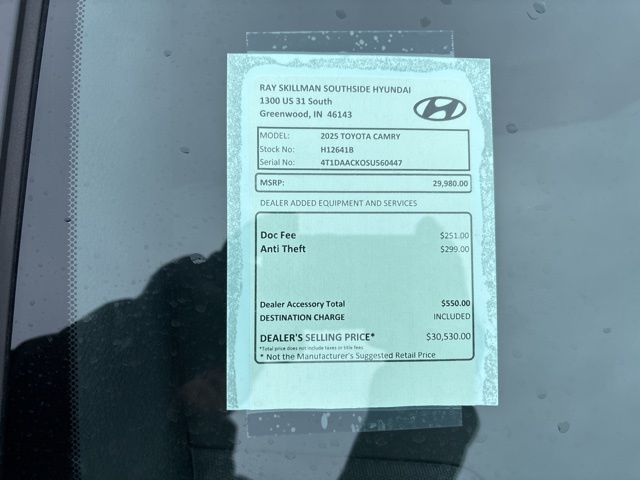 RAY SKILLMAN SOUTHSIDE HYUNDAI
1300 US 31 South
Greenwood, IN 46143
MODEL: 2025 TOYOTA CAMRY
Stock No: H12641B
Serial No: 4T1DAACKOSU560447
MSRP: 29,980.00
DEALER ADDED EQUIPMENT AND SERVICES
Doc Fee $251.00
Anti Theft $299.00
Dealer Accessory Total $550.00
DESTINATION CHARGE INCLUDED
DEALER'S SELLING PRICE* $30,530.00
*Total price does not include taxes or title fees
* Not the Manufacturer's Suggested Retail Price